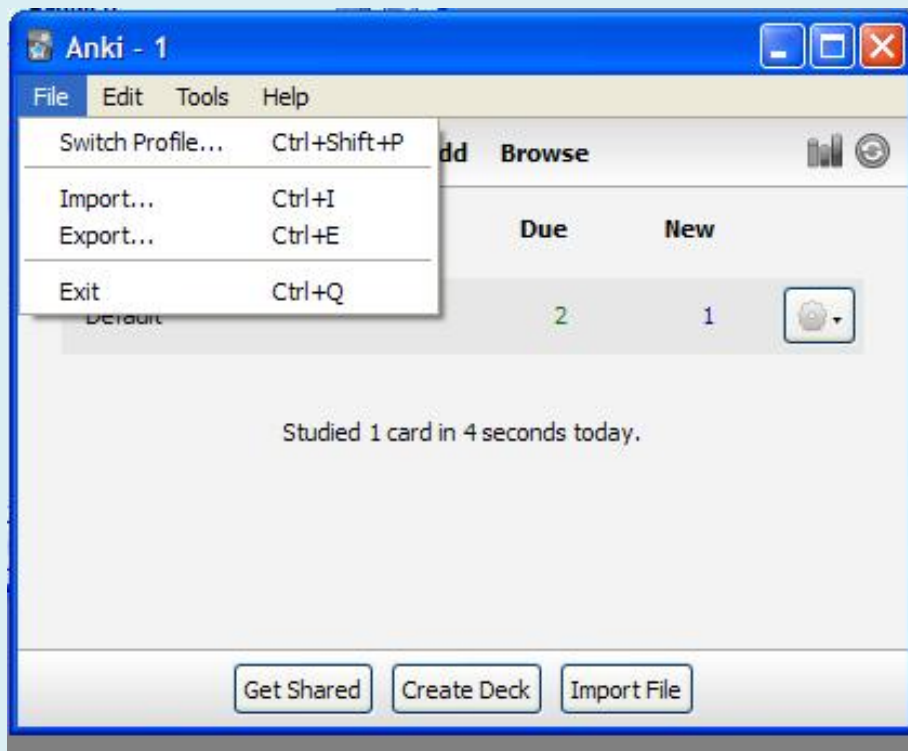 Anki - 1
File Edit Tools Help
Switch Profile... Ctrl+Shift+P
dd Browse
Import... Ctrl+I
Export... Ctrl+E
Due New
Exit Ctrl+Q
Default 2 1
Studied 1 card in 4 seconds today.
Get Shared Create Deck Import File